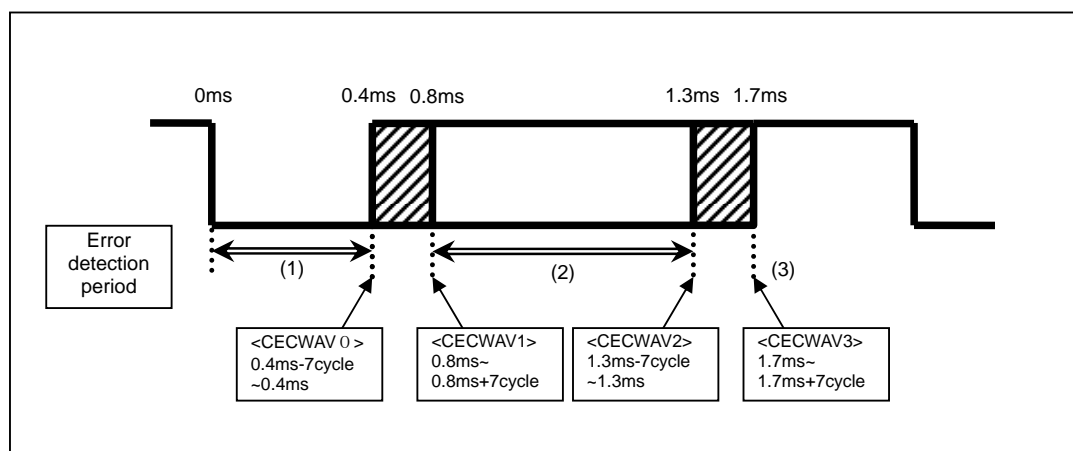 0ms
0.4ms
0.8ms
1.3ms
1.7ms
Error
detection
period
(1)
(2)
(3)
<CECWAV０>
0.4ms-7cycle
~0.4ms
<CECWAV1>
0.8ms~
0.8ms+7cycle
<CECWAV2>
1.3ms-7cycle
~1.3ms
<CECWAV3>
1.7ms~
1.7ms+7cycle